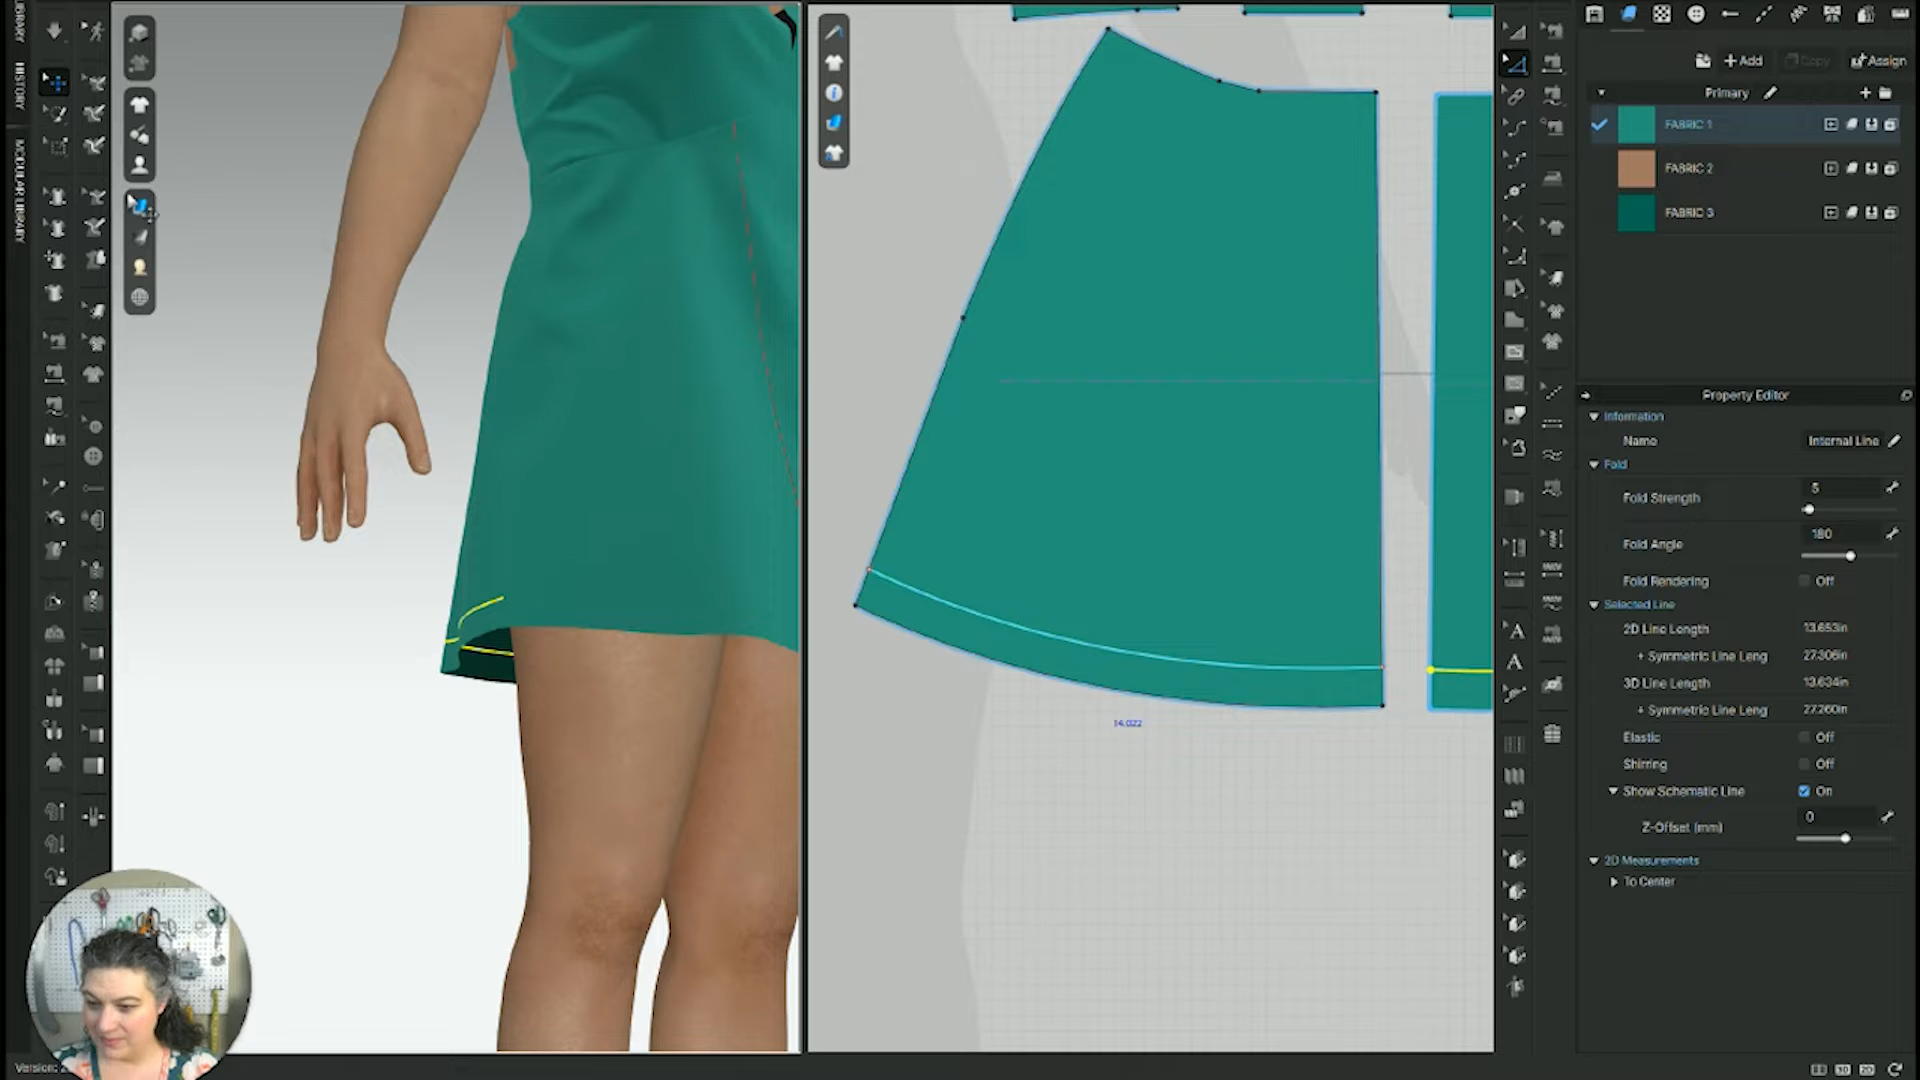 LIBRARY
HISTORY
MODULAR LIBRARY
+ Add
Copy
Assign
Primary
FABRIC 1
FABRIC 2
FABRIC 3
Property Editor
Information
Name
Internal Line
Fold
Fold Strength
5
Fold Angle
180
Fold Rendering
Off
Selected Line
2D Line Length
13.653in
+ Symmetric Line Leng
27.306in
3D Line Length
13.634in
+ Symmetric Line Leng
27.260in
Elastic
Off
Shirring
Off
Show Schematic Line
On
Z-Offset (mm)
0
2D Measurements
To Center
14.022
A
A
3D
2D